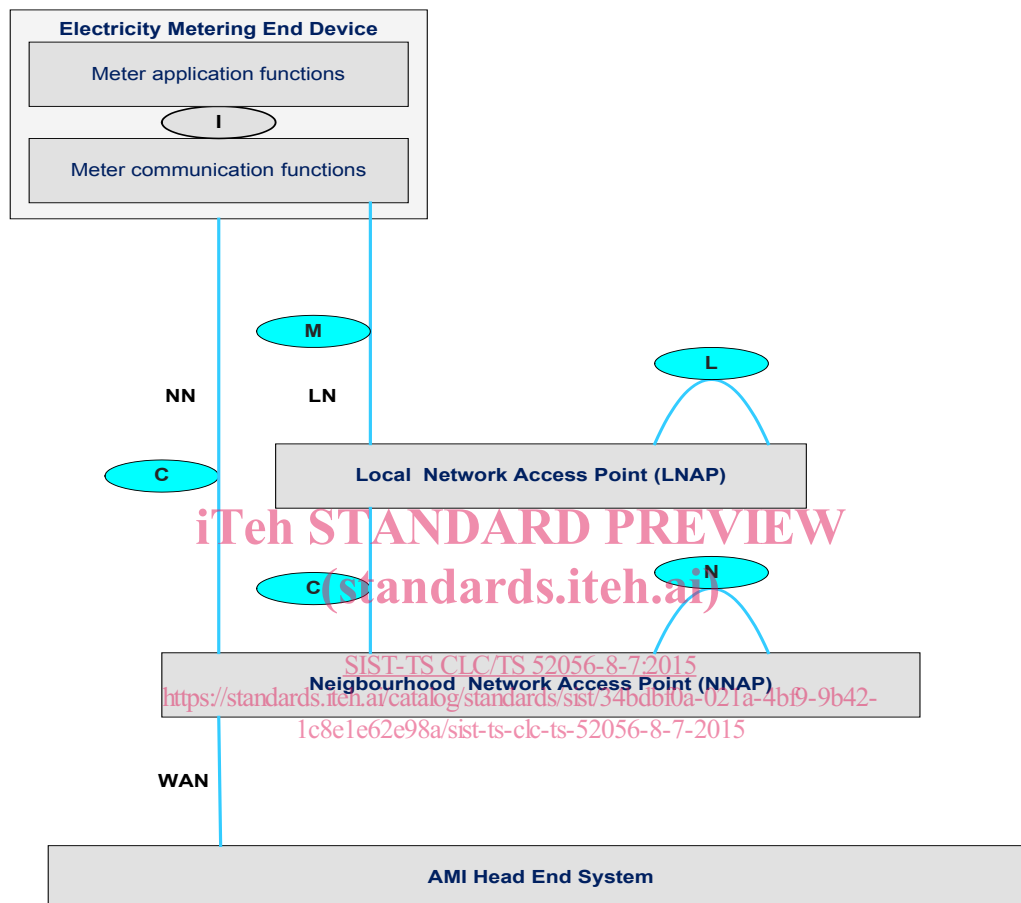 Electricity Metering End Device
Meter application functions
I
Meter communication functions
M
L
NN
LN
C
Local Network Access Point (LNAP)
iTeh STANDARD PREVIEW
N
C
(standards.iteh.ai)
SIST-TS CLC/TS 52056-8-7:2015
Neigbourhood Network Access Point (NNAP)
https://standards.iteh.ai/catalog/standards/sist/34bdbf0a-021a-4bf9-9b42-
1c8e1e62e98a/sist-ts-clc-ts-52056-8-7-2015
WAN
AMI Head End System